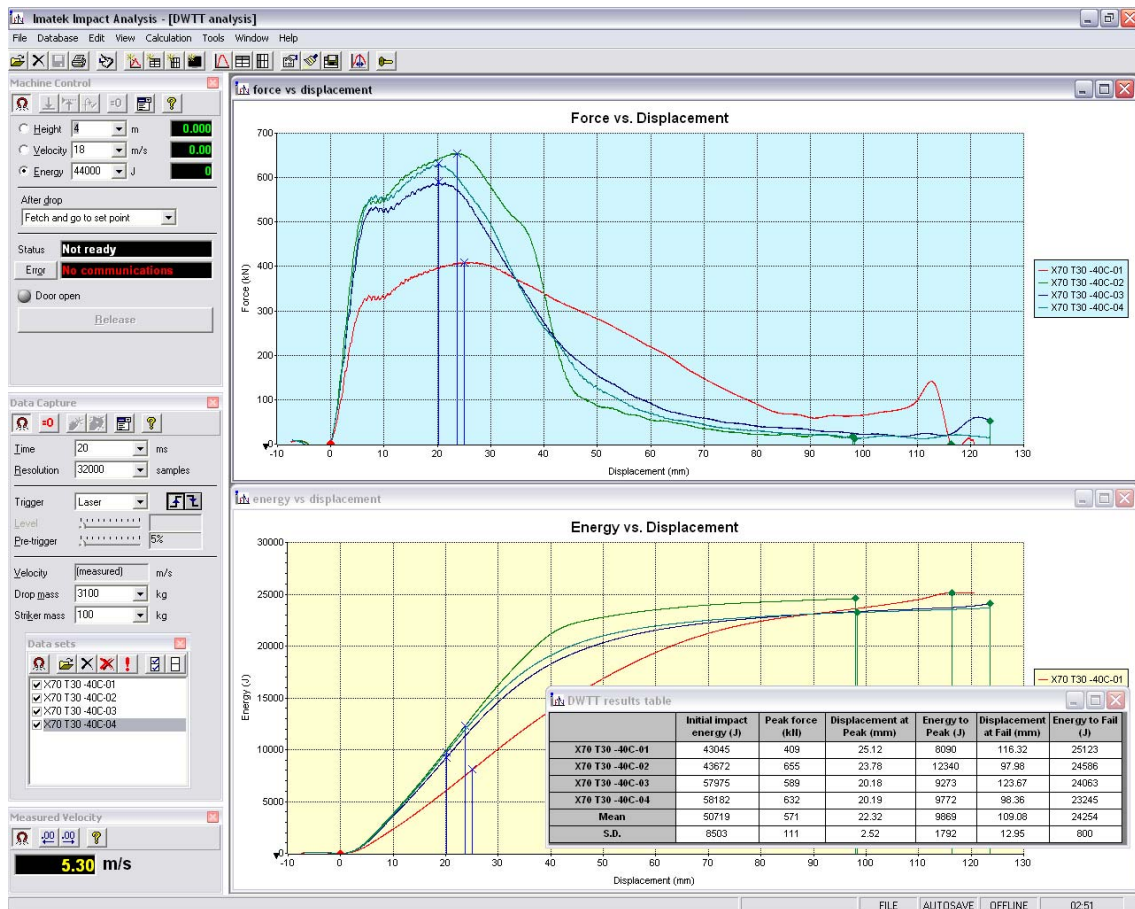 Imatek Impact Analysis - [DWTT analysis]
File Database Edit View Calculation Tools Window Help
Machine Control
=0 ?
Height 4 m 0.000
Velocity 18 m/s 0.00
Energy 44000 J 0
After drop
Fetch and go to set point
Status Not ready
Error No communications
Door open
Release
Data Capture
=0 ?
Time 20 ms
Resolution 32000 samples
Trigger Laser
Level
Pre-trigger 5%
Velocity (measured) m/s
Drop mass 3100 kg
Striker mass 100 kg
Data sets
X70 T30 -40C-01
X70 T30 -40C-02
X70 T30 -40C-03
X70 T30 -40C-04
Measured Velocity
.00 .00 ?
5.30 m/s
force vs displacement
Force vs. Displacement
Force (kN)
700
600
500
400
300
200
100
0
-10 0 10 20 30 40 50 60 70 80 90 100 110 120 130
Displacement (mm)
X70 T30 -40C-01
X70 T30 -40C-02
X70 T30 -40C-03
X70 T30 -40C-04
energy vs displacement
Energy vs. Displacement
Energy (J)
30000
25000
20000
15000
10000
5000
0
-10 0 10 20 30 40 50 60 70 80 90 100 110 120 130
Displacement (mm)
X70 T30 -40C-01
DWTT results table
Initial impact energy (J) Peak force (kN) Displacement at Peak (mm) Energy to Peak (J) Displacement at Fail (mm) Energy to Fail (J)
X70 T30 -40C-01 43045 409 25.12 8090 116.32 25123
X70 T30 -40C-02 43672 655 23.78 12340 97.98 24586
X70 T30 -40C-03 57975 589 20.18 9273 123.67 24063
X70 T30 -40C-04 58182 632 20.19 9772 98.36 23245
Mean 50719 571 22.32 9869 109.08 24254
S.D. 8503 111 2.52 1792 12.95 800
FILE AUTOSAVE OFFLINE 02:51